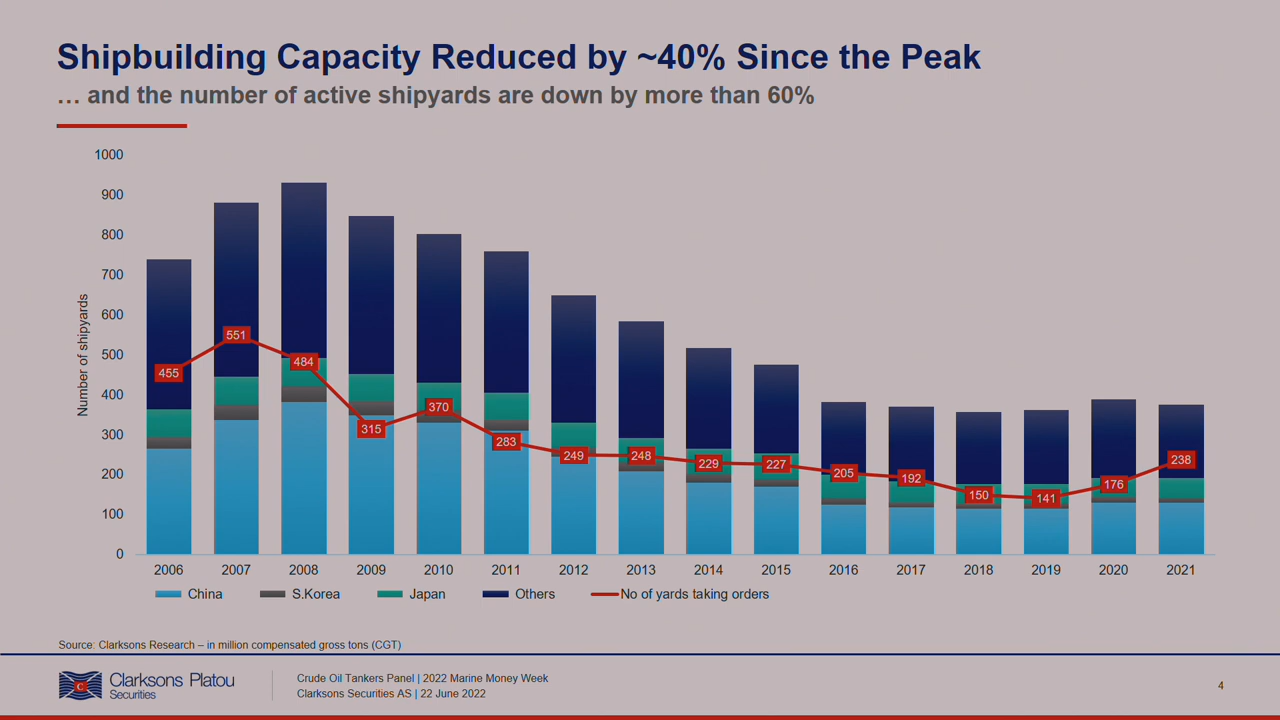 Shipbuilding Capacity Reduced by ~40% Since the Peak
… and the number of active shipyards are down by more than 60%
Number of shipyards
1000
900
800
700
600
500
400
300
200
100
0
455
551
484
315
370
283
249
248
229
227
205
192
150
141
176
238
2006 2007 2008 2009 2010 2011 2012 2013 2014 2015 2016 2017 2018 2019 2020 2021
China S.Korea Japan Others No of yards taking orders
Source: Clarksons Research – in million compensated gross tons (CGT)
C
Clarksons Platou
Securities
Crude Oil Tankers Panel | 2022 Marine Money Week
Clarksons Securities AS | 22 June 2022
4